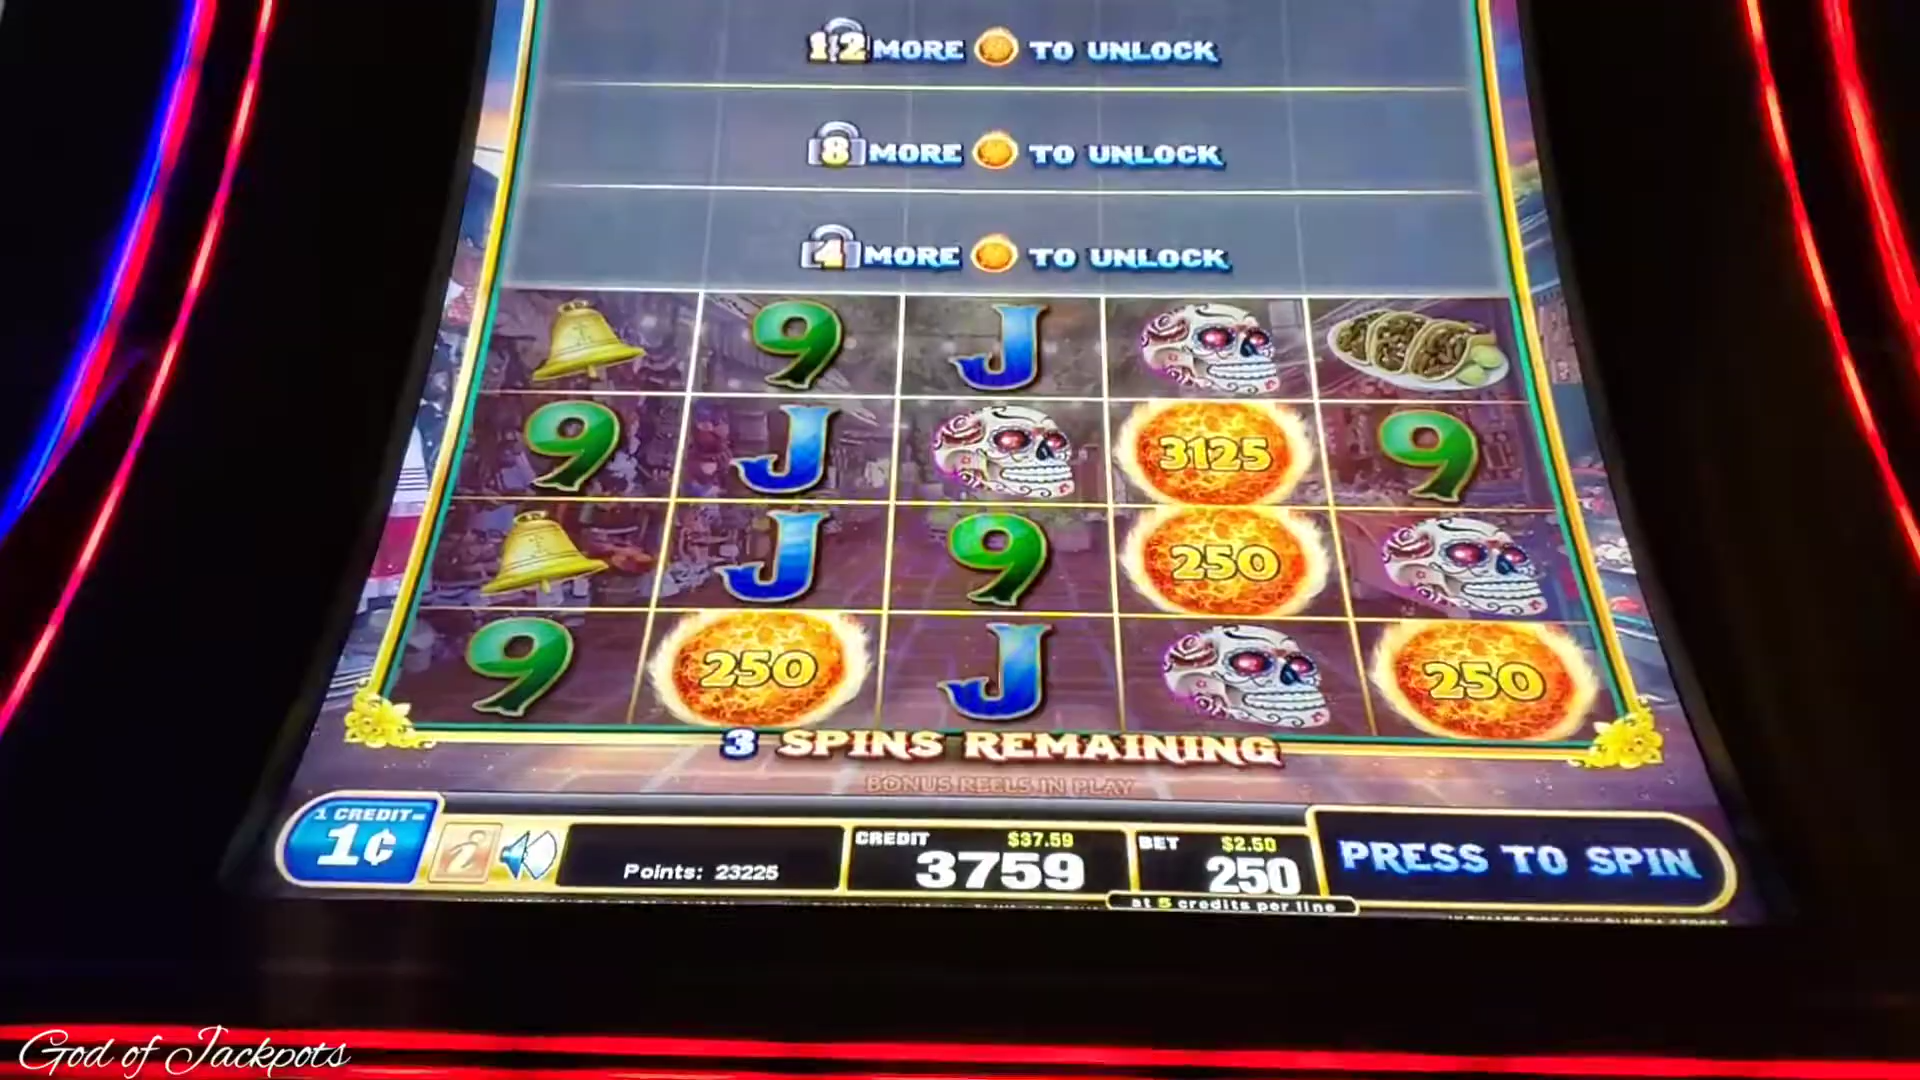 12 MORE TO UNLOCK
8 MORE TO UNLOCK
4 MORE TO UNLOCK
9 J
9 J 3125 9
J 9 250
9 250 J 250
3 SPINS REMAINING
BONUS REELS IN PLAY
1 CREDIT=
1¢
Points: 23225
CREDIT $37.59
3759
BET $2.50
250
at 5 credits per line
PRESS TO SPIN
God of Jackpots